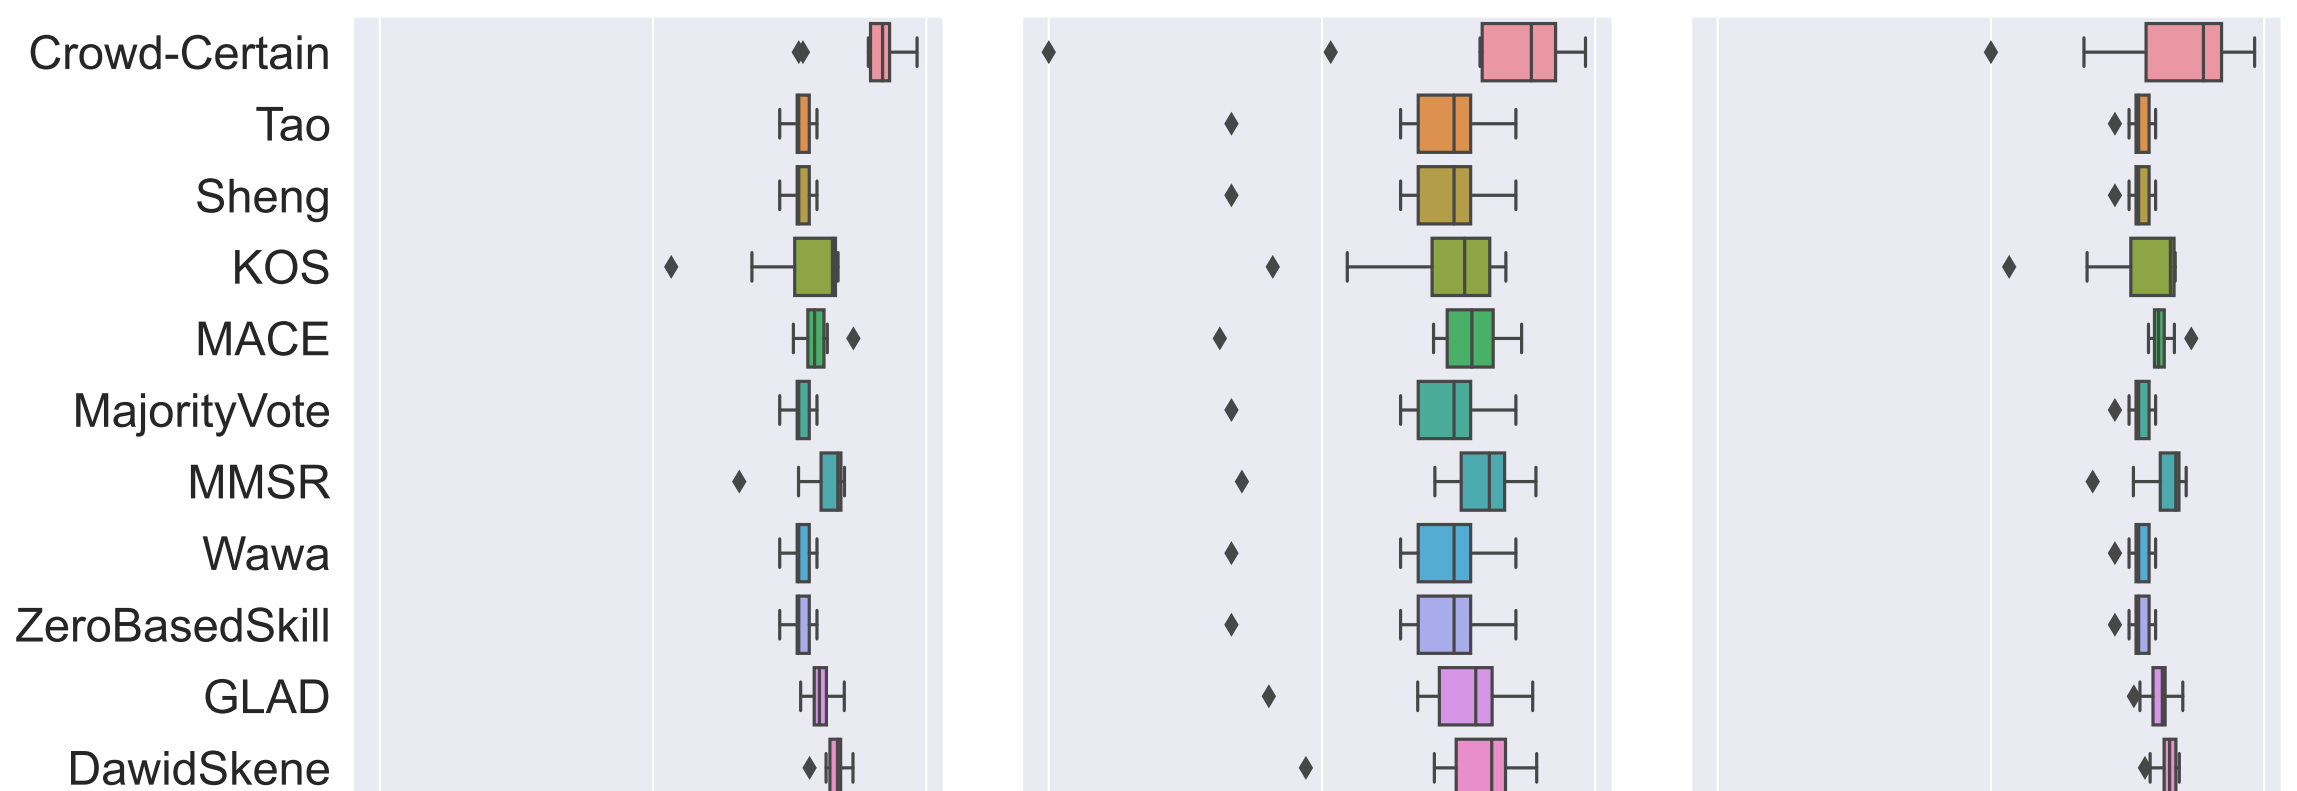 Crowd-Certain
Tao
Sheng
KOS
MACE
MajorityVote
MMSR
Wawa
ZeroBasedSkill
GLAD
DawidSkene